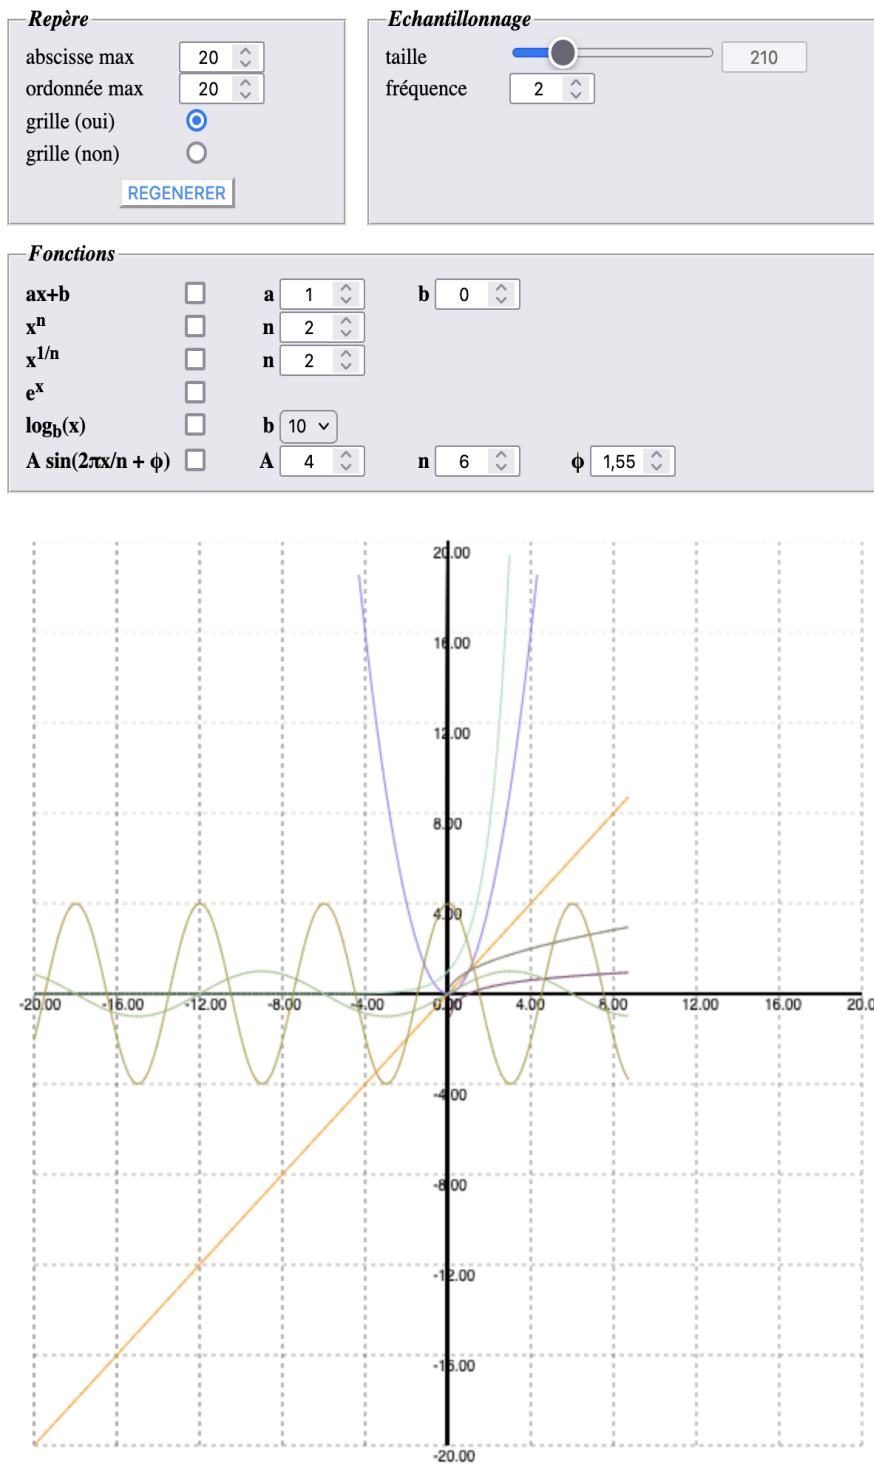 Repère
abscisse max 20
ordonnée max 20
grille (oui)
grille (non)
REGENERER
Echantillonnage
taille 210
fréquence 2
Fonctions
ax+b a 1 b 0
xⁿ n 2
x¹/ⁿ n 2
eˣ
log_b(x) b 10
A sin(2πx/n + ϕ) A 4 n 6 ϕ 1,55
20.00
16.00
12.00
8.00
4.00
-20.00 -16.00 -12.00 -8.00 -4.00 0.00 4.00 8.00 12.00 16.00 20.0
-4.00
-8.00
-12.00
-16.00
-20.00